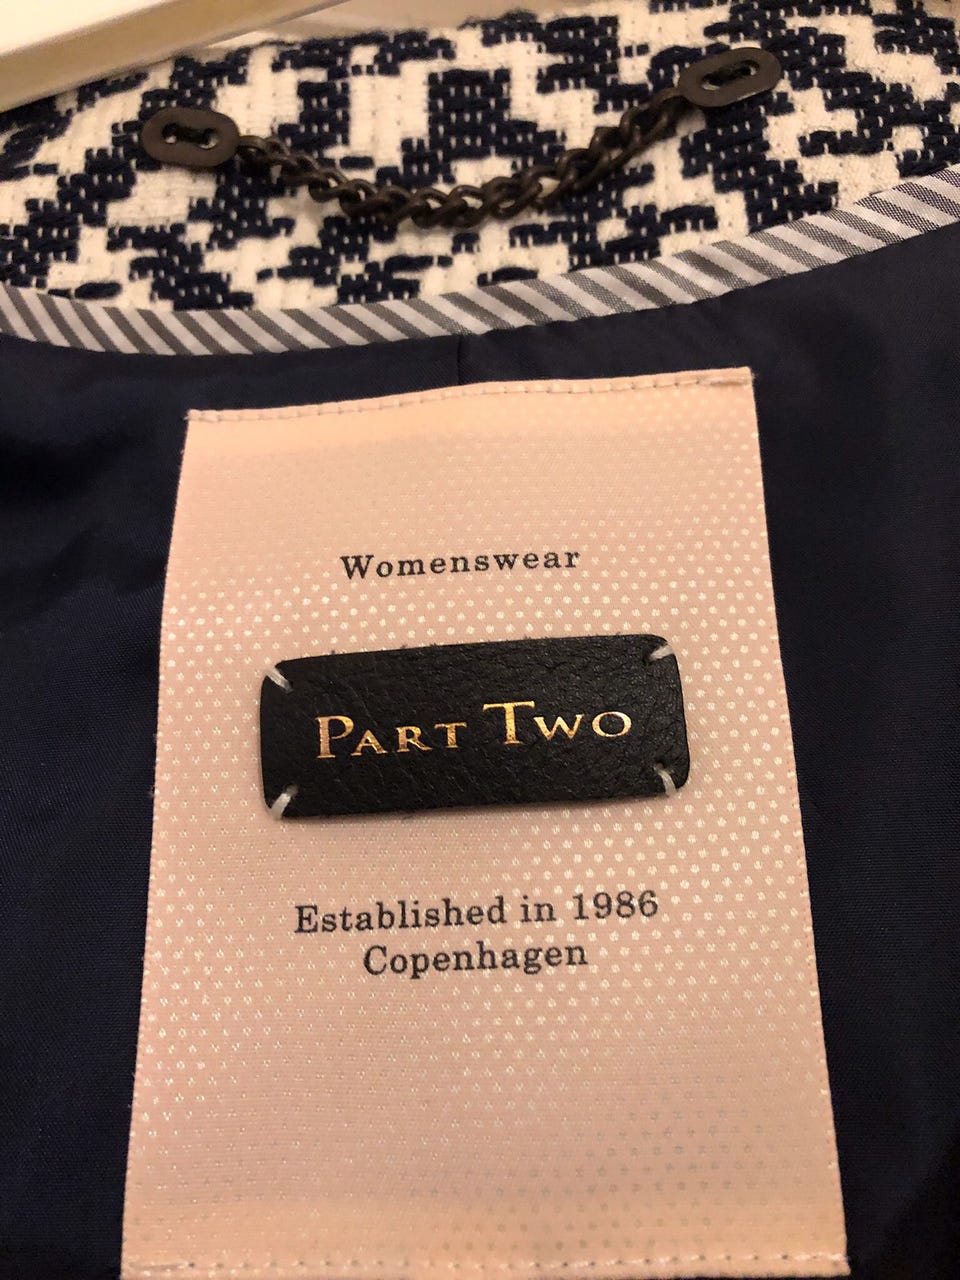 Womenswear
PART TWO
Established in 1986
Copenhagen